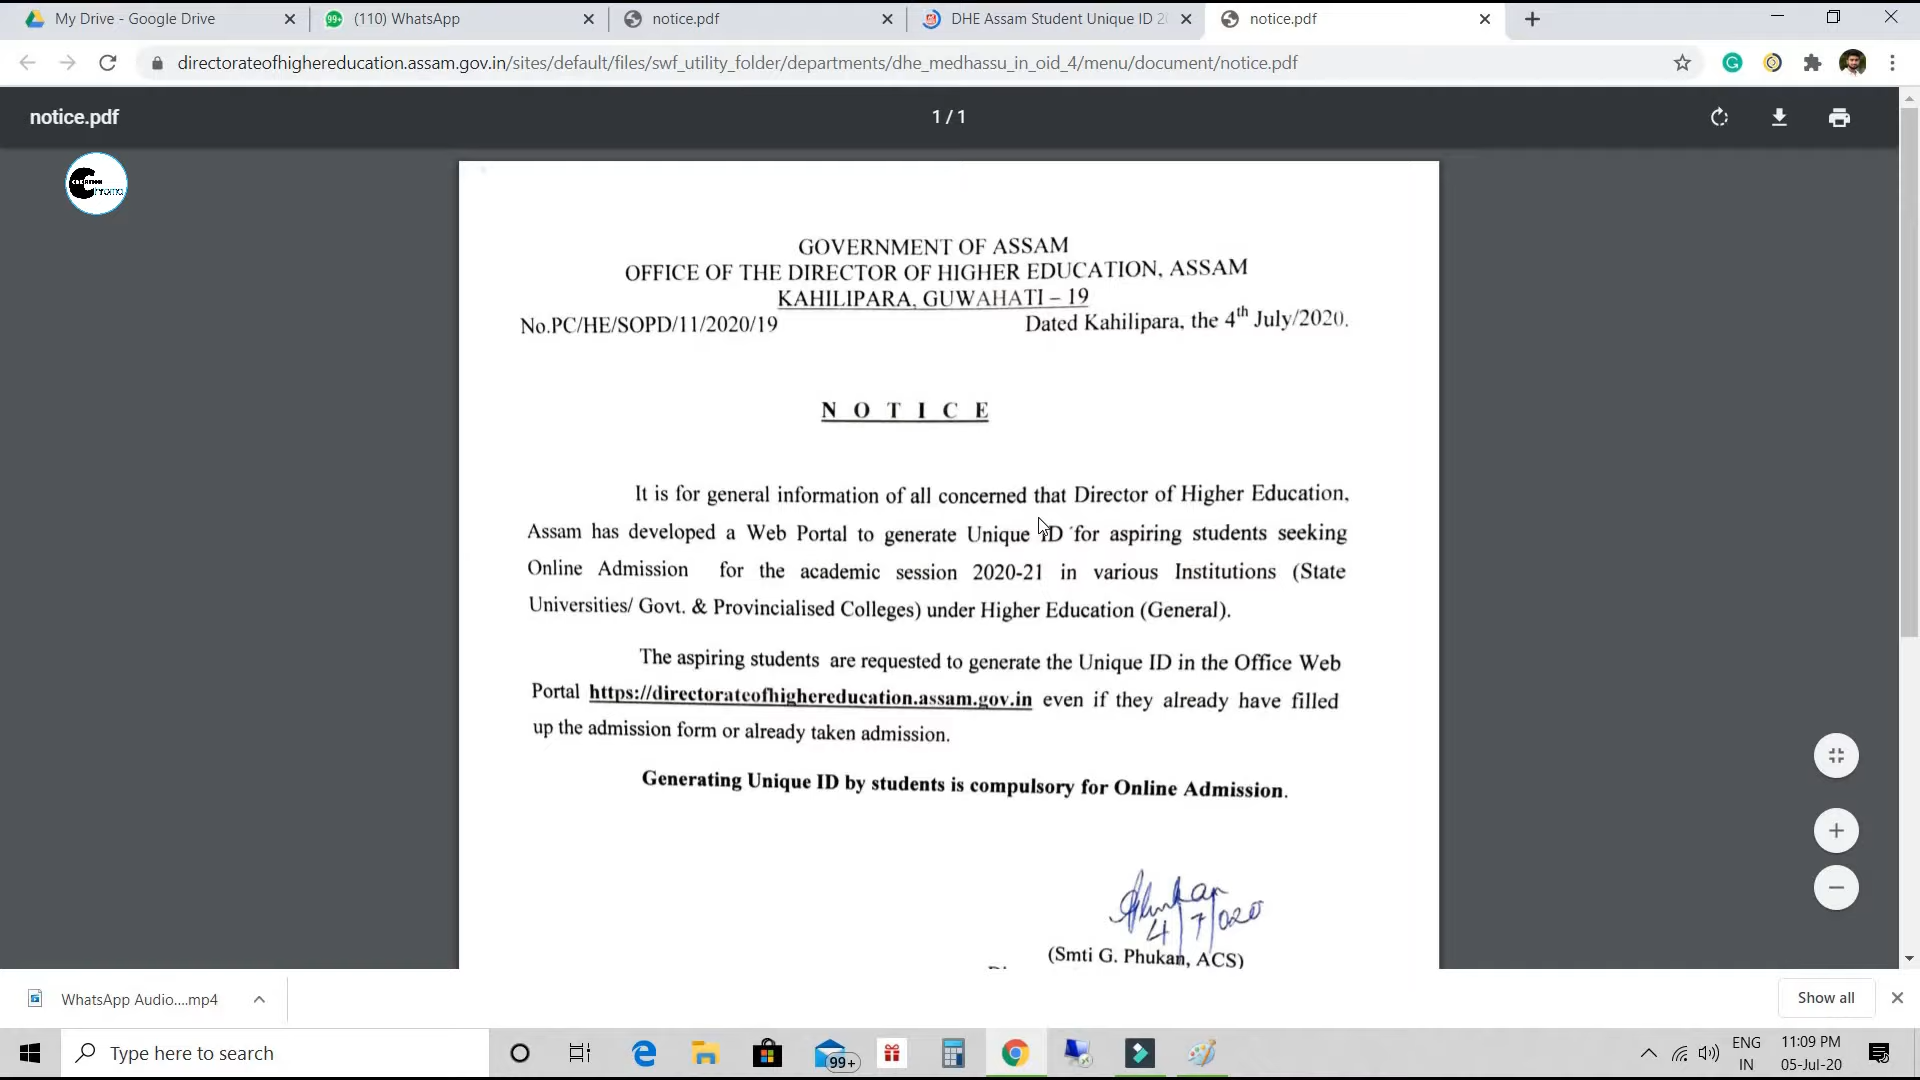 My Drive - Google Drive
99+
(110) WhatsApp
notice.pdf
DHE Assam Student Unique ID 2
notice.pdf
directorateofhighereducation.assam.gov.in/sites/default/files/swf_utility_folder/departments/dhe_medhassu_in_oid_4/menu/document/notice.pdf
notice.pdf
1 / 1
GOVERNMENT OF ASSAM
OFFICE OF THE DIRECTOR OF HIGHER EDUCATION, ASSAM
KAHILIPARA, GUWAHATI – 19
No.PC/HE/SOPD/11/2020/19 Dated Kahilipara, the 4th July/2020.
N O T I C E
It is for general information of all concerned that Director of Higher Education,
Assam has developed a Web Portal to generate Unique ID for aspiring students seeking
Online Admission for the academic session 2020-21 in various Institutions (State
Universities/ Govt. & Provincialised Colleges) under Higher Education (General).
The aspiring students are requested to generate the Unique ID in the Office Web
Portal https://directorateofhighereducation.assam.gov.in even if they already have filled
up the admission form or already taken admission.
Generating Unique ID by students is compulsory for Online Admission.
4/7/020
(Smti G. Phukan, ACS)
WhatsApp Audio....mp4
Show all
Type here to search
99+
ENG
IN
11:09 PM
05-Jul-20